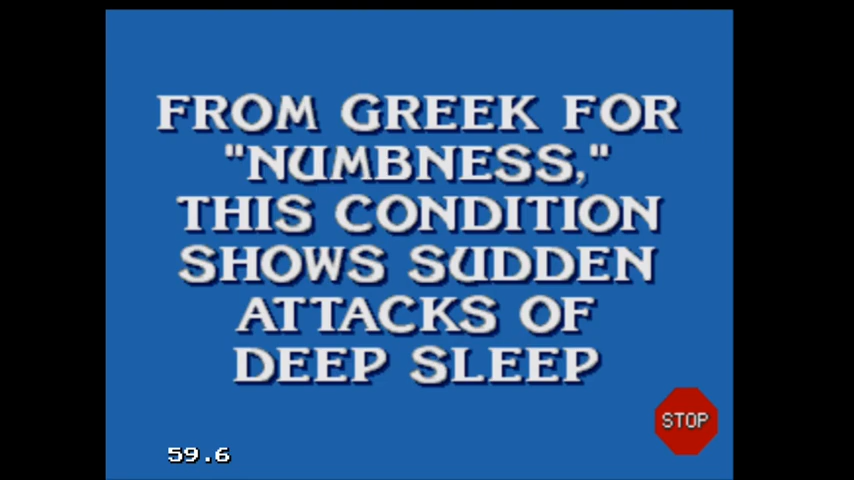 FROM GREEK FOR
"NUMBNESS,"
THIS CONDITION
SHOWS SUDDEN
ATTACKS OF
DEEP SLEEP
STOP
59.6